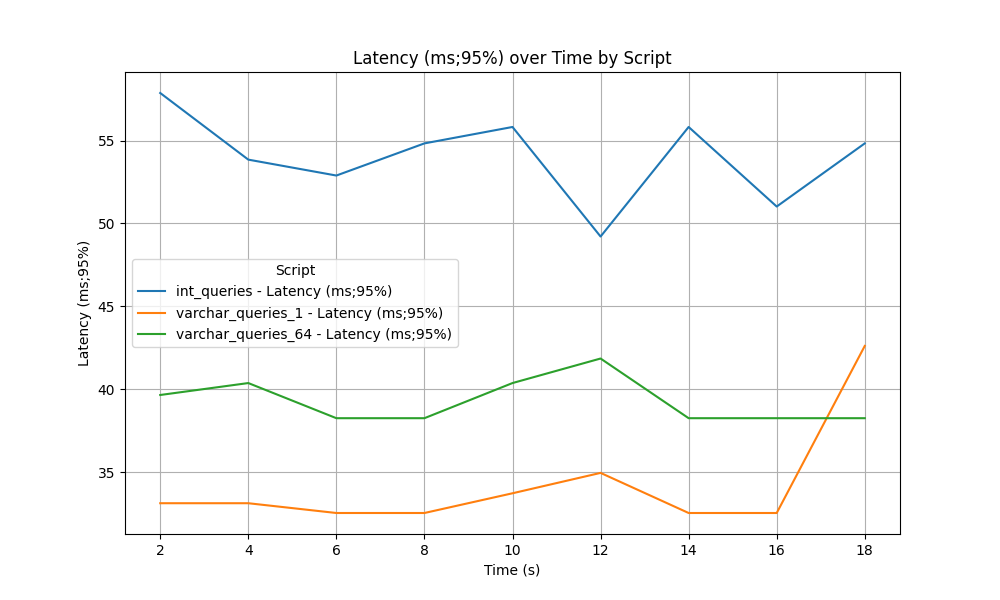 Latency (ms;95%) over Time by Script
Latency (ms;95%)
55
50
45
40
35
Script
int_queries - Latency (ms;95%)
varchar_queries_1 - Latency (ms;95%)
varchar_queries_64 - Latency (ms;95%)
2 4 6 8 10 12 14 16 18
Time (s)